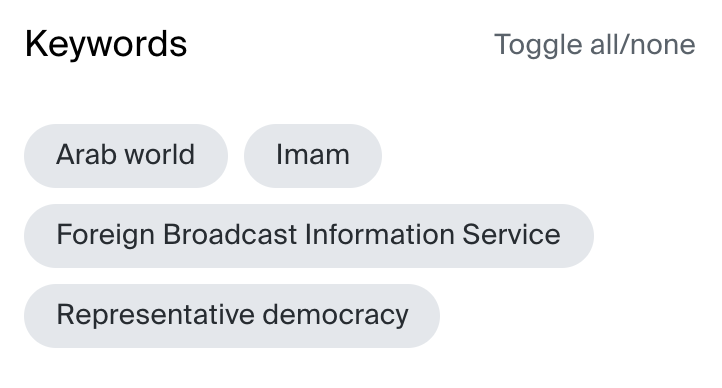 Keywords Toggle all/none
Arab world Imam
Foreign Broadcast Information Service
Representative democracy